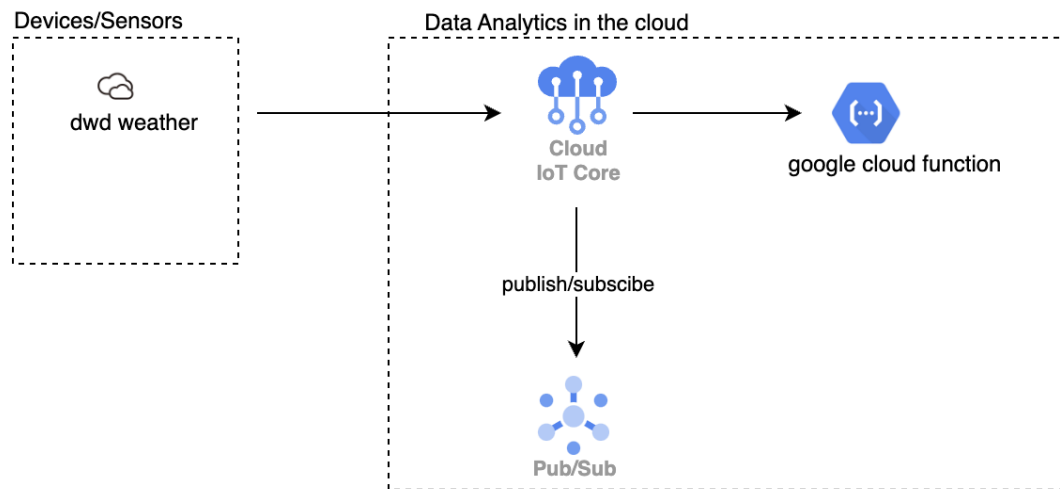 Devices/Sensors
Data Analytics in the cloud
dwd weather
Cloud
IoT Core
google cloud function
publish/subscibe
Pub/Sub